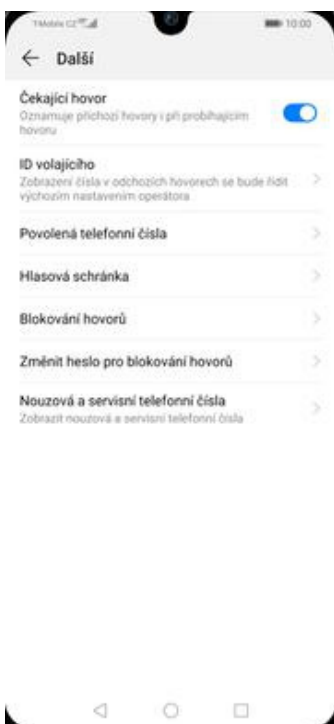 T-Mobile CZ 10:00
Další
Čekající hovor
Oznamuje příchozí hovory i při probíhajícím
hovoru
ID volajícího
Zobrazení čísla v odchozích hovorech se bude řídit
výchozím nastavením operátora
Povolená telefonní čísla
Hlasová schránka
Blokování hovorů
Změnit heslo pro blokování hovorů
Nouzová a servisní telefonní čísla
Zobrazit nouzová a servisní telefonní čísla